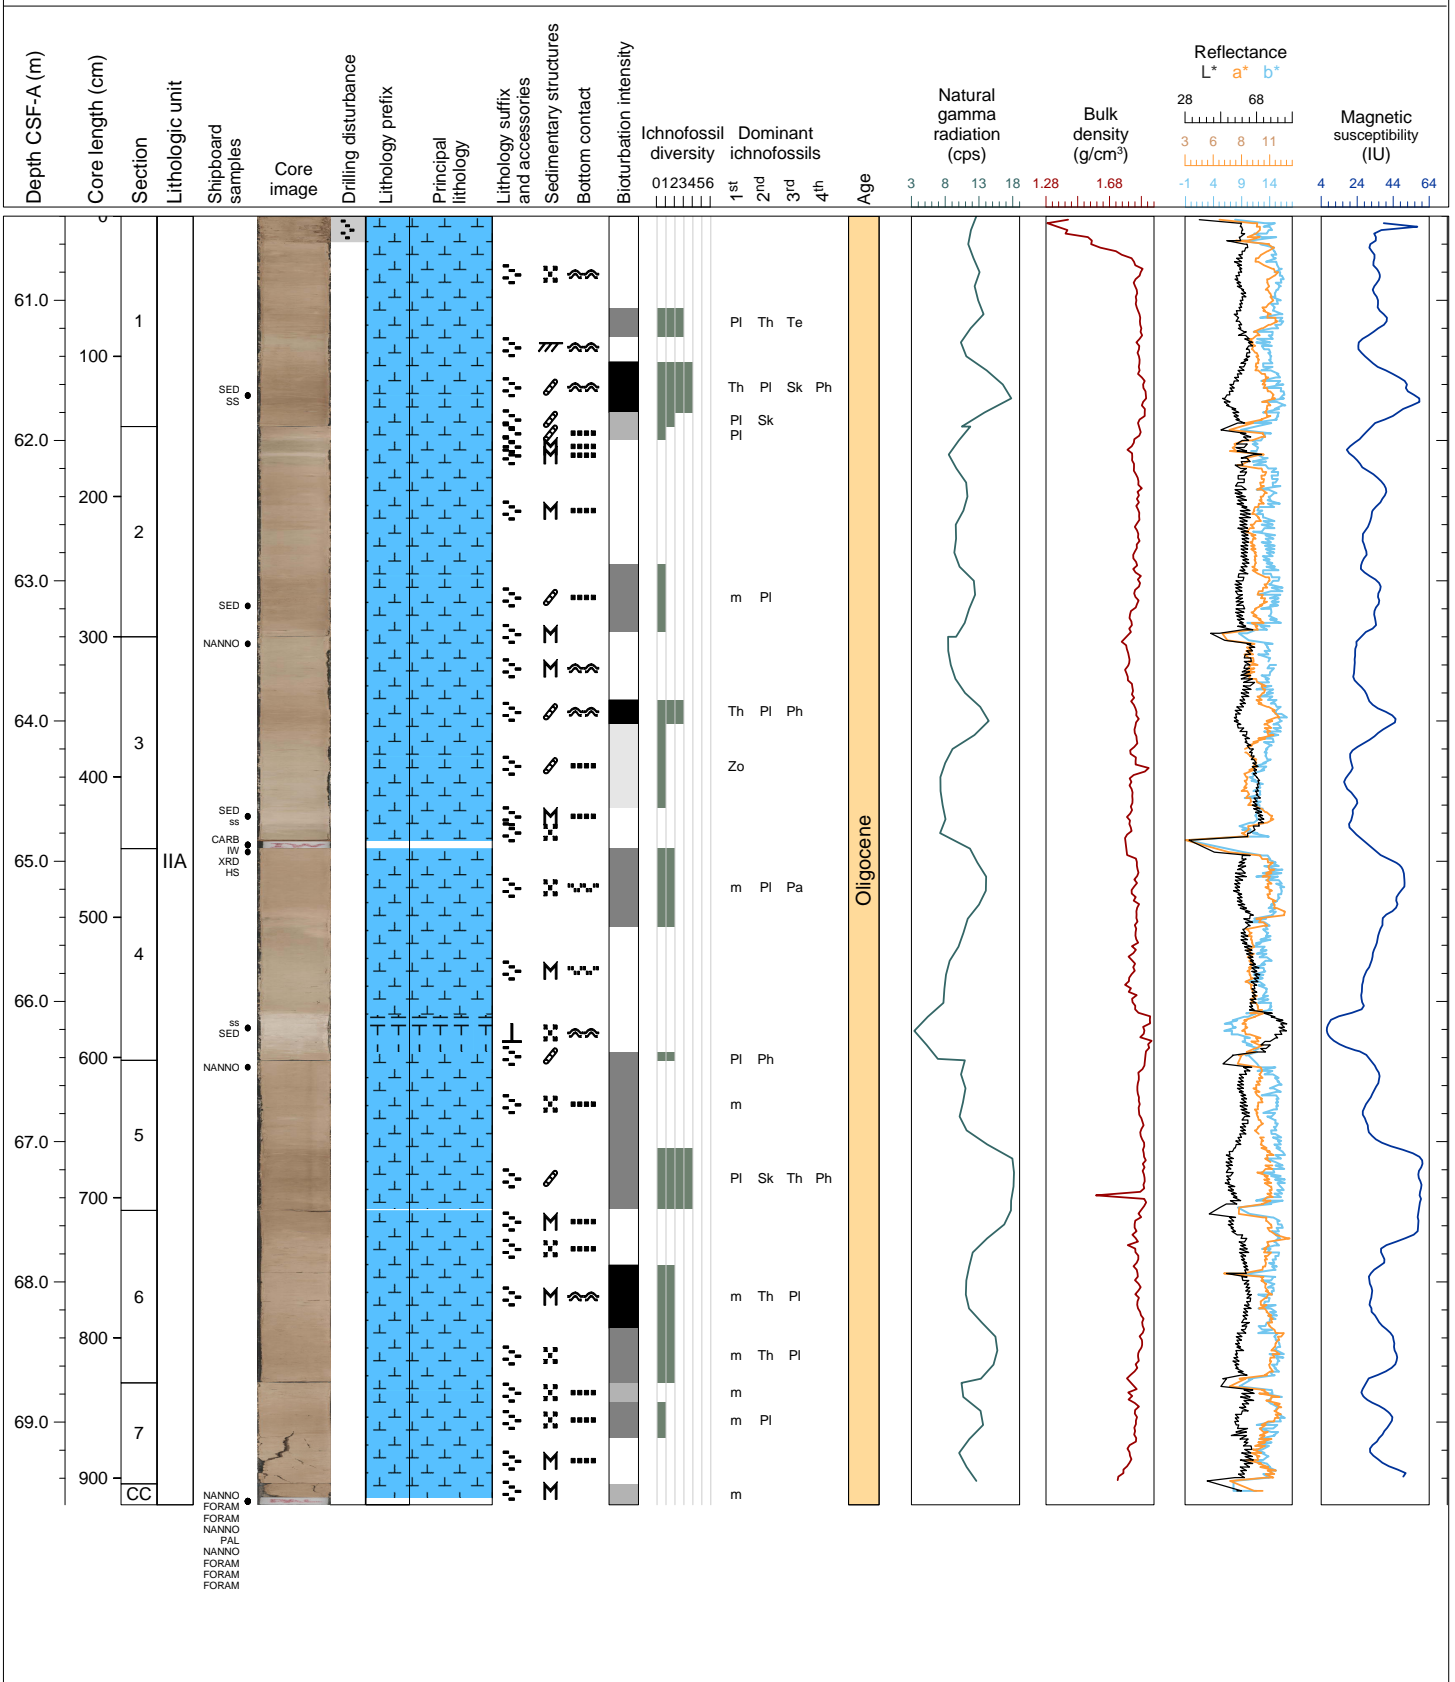 Depth CSF-A (m)
Core length (cm)
Section
Lithologic unit
Shipboard
samples
Core
image
Drilling disturbance
Lithology prefix
Principal
lithology
Lithology suffix
and accessories
Sedimentary structures
Bottom contact
Bioturbation intensity
Ichnofossil
diversity
0123456
Dominant
ichnofossils
1st 2nd 3rd 4th
Age
Natural
gamma
radiation
(cps)
3 8 13 18
Bulk
density
(g/cm³)
1.28 1.68
Reflectance
L* a* b*
28 68
3 6 8 11
-1 4 9 14
Magnetic
susceptibility
(IU)
4 24 44 64
0
61.0
1
Pl Th Te
100
SED
SS
Th Pl Sk Ph
Pl Sk
Pl
62.0
200
2
63.0
SED
m Pl
300
NANNO
64.0
Th Pl Ph
3
400
Zo
SED
ss
CARB
IW
XRD
HS
65.0
IIA
Oligocene
m Pl Pa
500
4
66.0
ss
SED
600
Pl Ph
NANNO
m
5
67.0
Pl Sk Th Ph
700
68.0
6
m Th Pl
800
m Th Pl
m
69.0
7
m Pl
900
CC
m
NANNO
FORAM
FORAM
NANNO
PAL
NANNO
FORAM
FORAM
FORAM